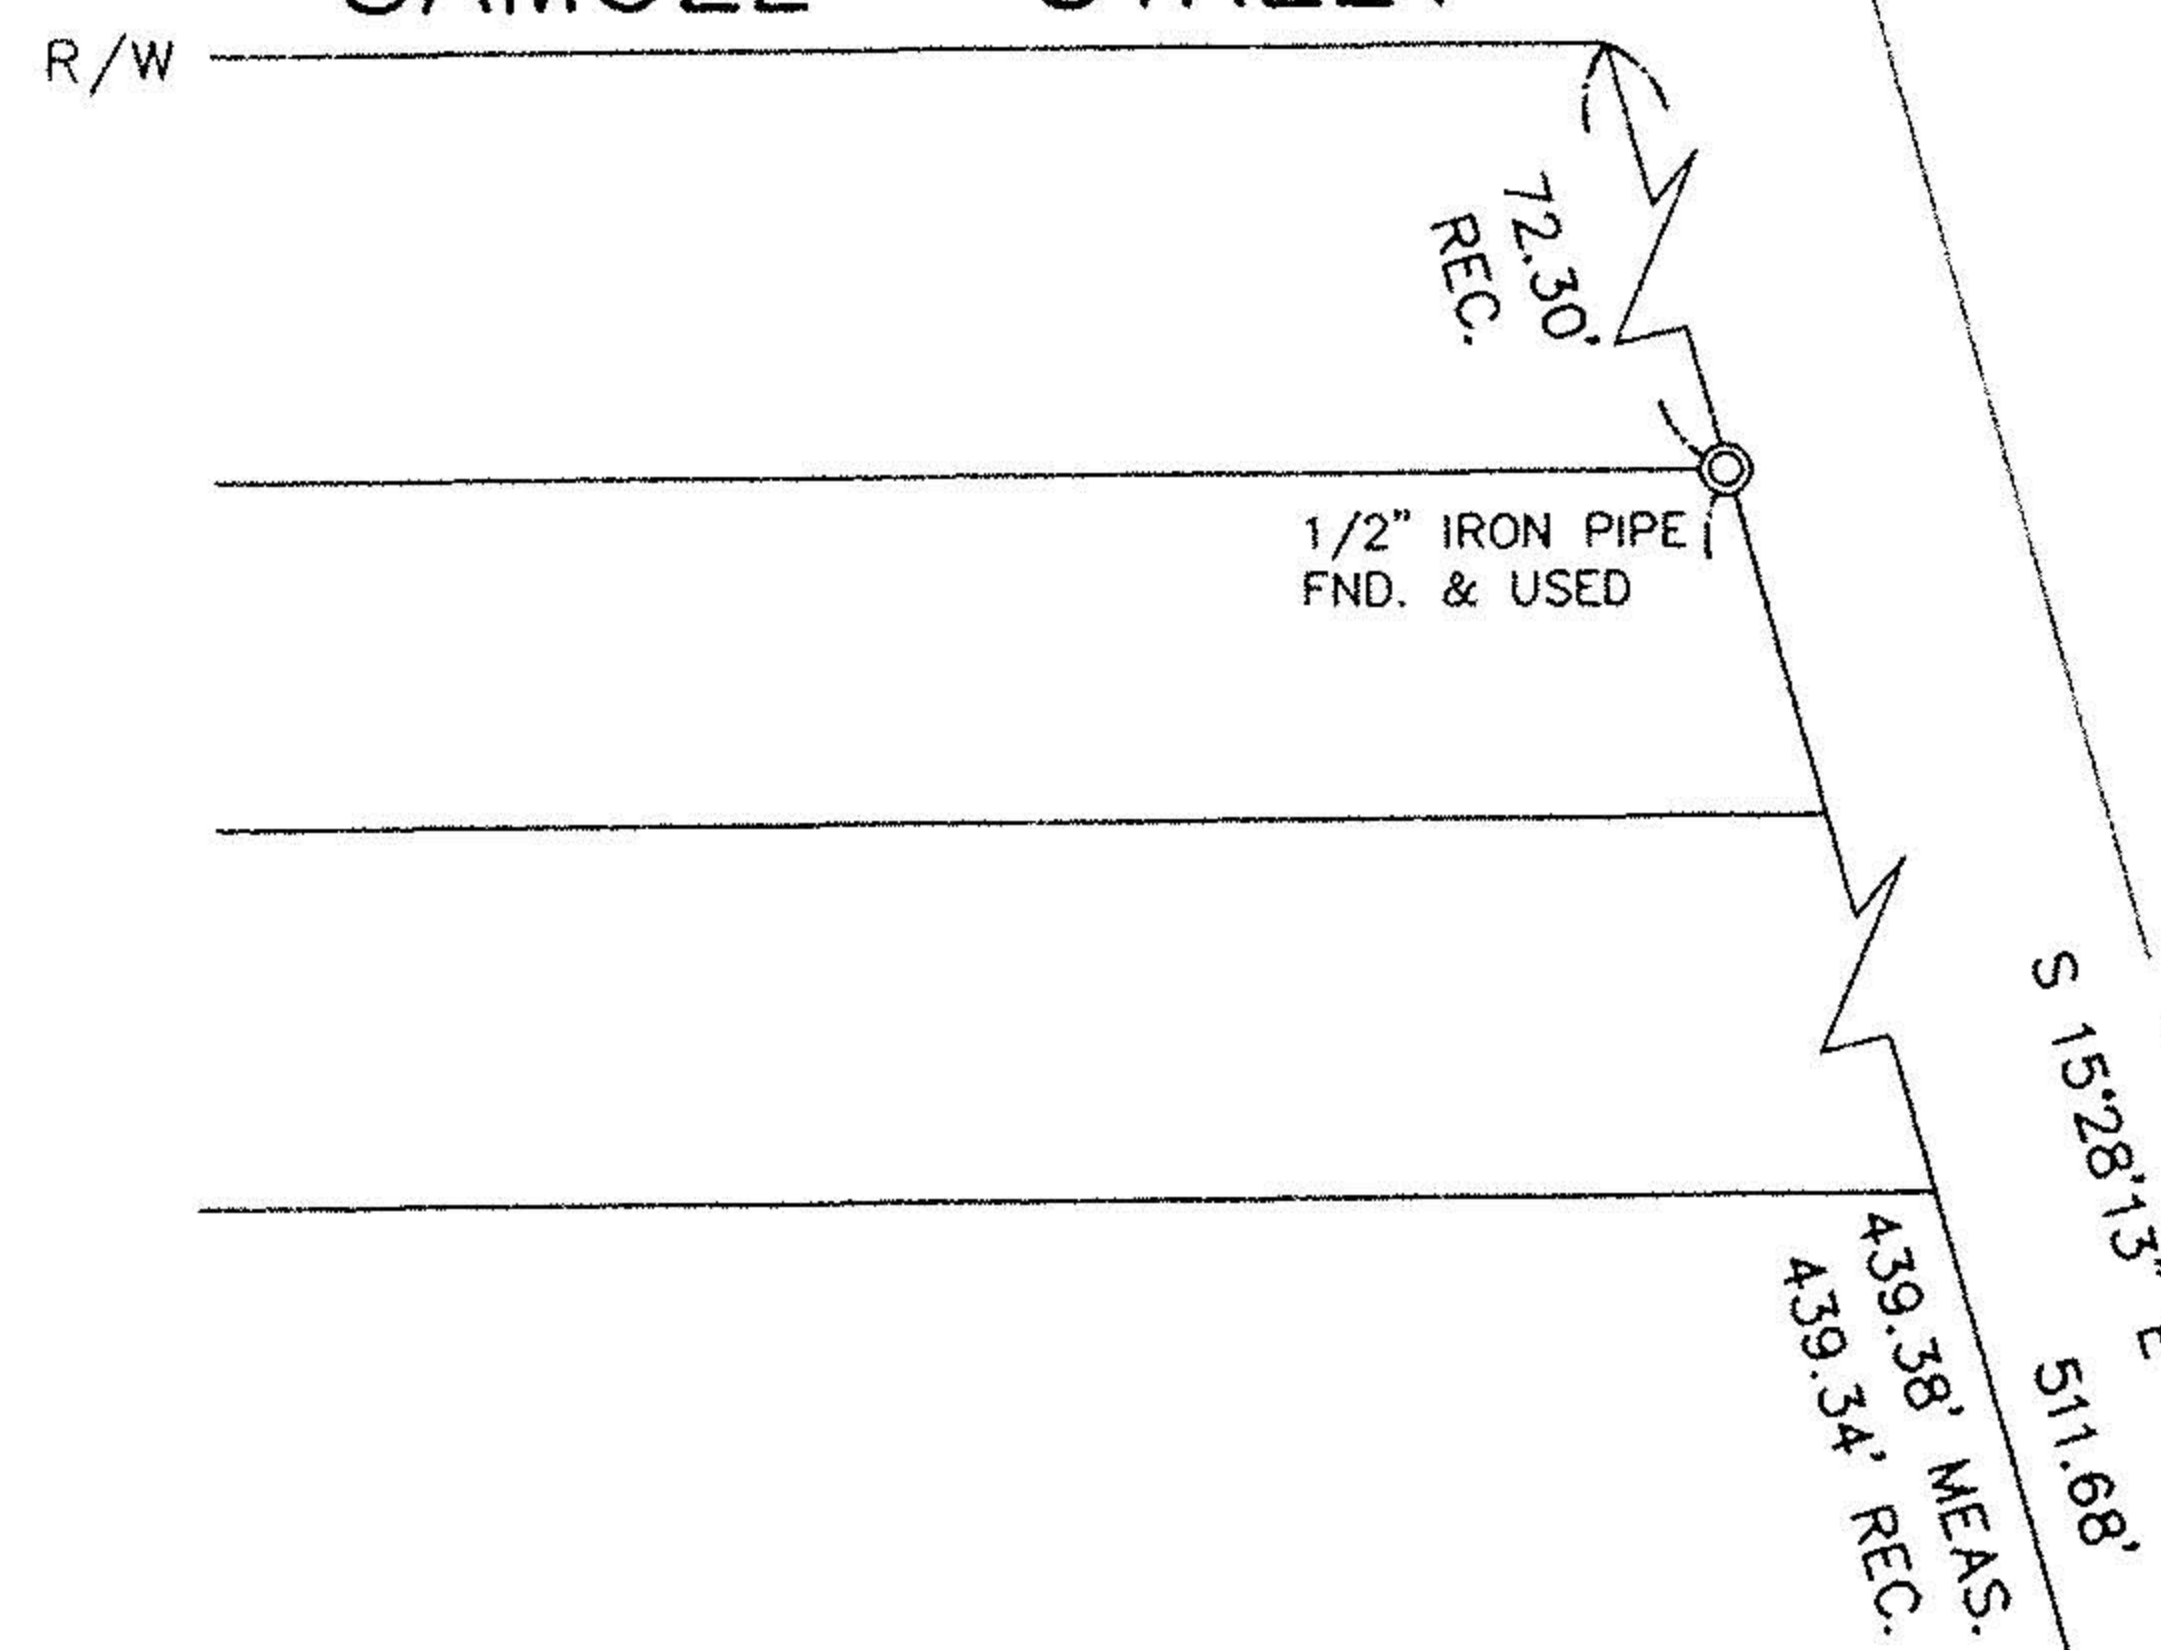 R/W
72.30'
REC.
1/2" IRON PIPE
FND. & USED
S 15°28'13" E
511.68'
439.38' MEAS.
439.34' REC.